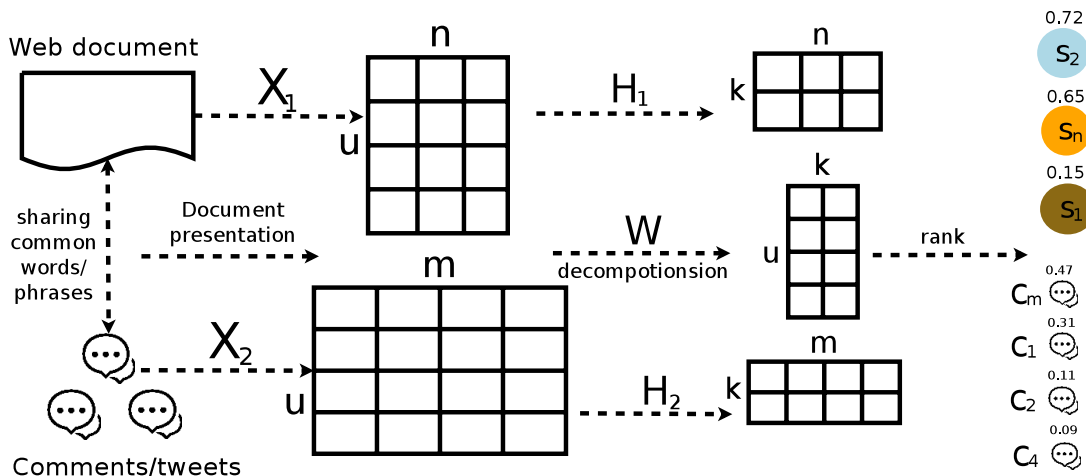 Web document
X1
n
u
H1
n
k
0.72
S2
0.65
Sn
0.15
S1
sharing
common
words/
phrases
Document
presentation
m
W
decompotionsion
k
u
rank
X2
u
H2
m
k
0.47
Cm
0.31
C1
0.11
C2
0.09
C4
Comments/tweets